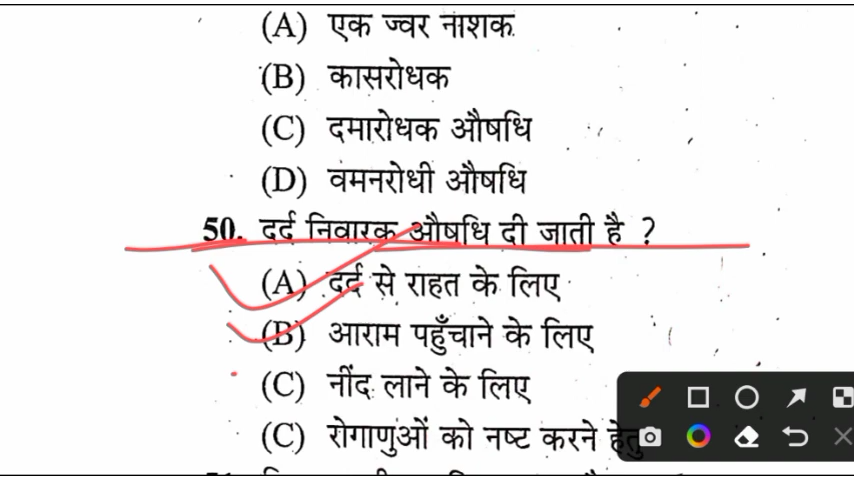 (A) एक ज्वर नाशक
(B) कासरोधक
(C) दमारोधक औषधि
(D) वमनरोधी औषधि
50. दर्द निवारक औषधि दी जाती है ?
(A) दर्द से राहत के लिए
(B) आराम पहुँचाने के लिए
(C) नींद लाने के लिए
(C) रोगाणुओं को नष्ट करने हेतु